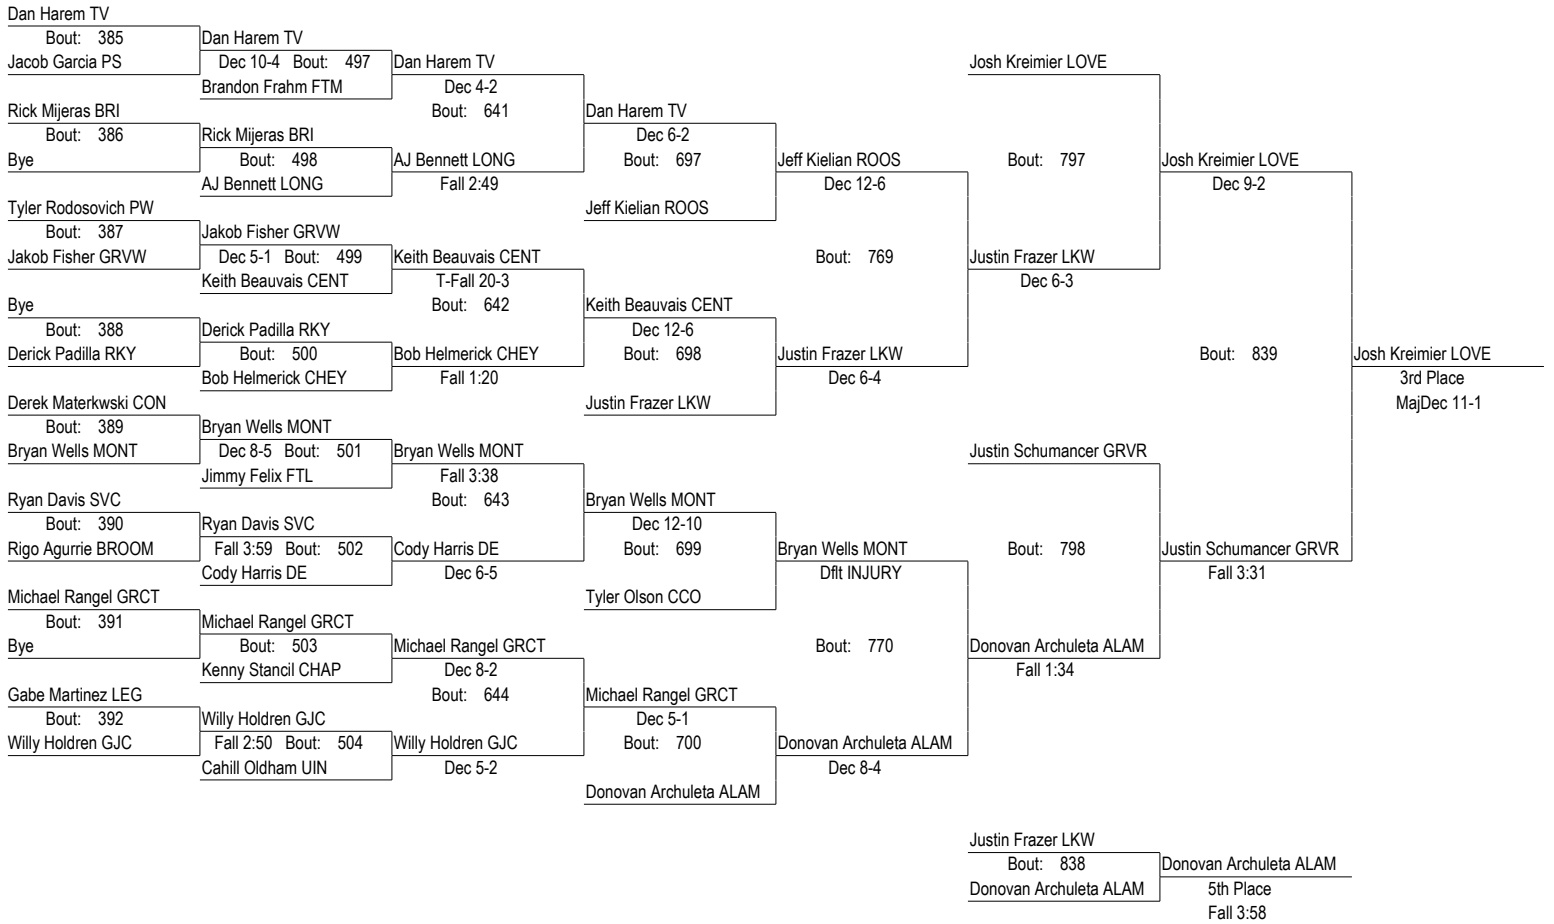 Dan Harem TV
Bout: 385
Jacob Garcia PS
Rick Mijeras BRI
Bout: 386
Bye
Tyler Rodosovich PW
Bout: 387
Jakob Fisher GRVW
Bye
Bout: 388
Derick Padilla RKY
Derek Materkwski CON
Bout: 389
Bryan Wells MONT
Ryan Davis SVC
Bout: 390
Rigo Agurrie BROOM
Michael Rangel GRCT
Bout: 391
Bye
Gabe Martinez LEG
Bout: 392
Willy Holdren GJC
Dan Harem TV
Dec 10-4 Bout: 497
Brandon Frahm FTM
Rick Mijeras BRI
Bout: 498
AJ Bennett LONG
Jakob Fisher GRVW
Dec 5-1 Bout: 499
Keith Beauvais CENT
Derick Padilla RKY
Bout: 500
Bob Helmerick CHEY
Bryan Wells MONT
Dec 8-5 Bout: 501
Jimmy Felix FTL
Ryan Davis SVC
Fall 3:59 Bout: 502
Cody Harris DE
Michael Rangel GRCT
Bout: 503
Kenny Stancil CHAP
Willy Holdren GJC
Fall 2:50 Bout: 504
Cahill Oldham UIN
Dan Harem TV
Dec 4-2
Bout: 641
AJ Bennett LONG
Fall 2:49
Keith Beauvais CENT
T-Fall 20-3
Bout: 642
Bob Helmerick CHEY
Fall 1:20
Bryan Wells MONT
Fall 3:38
Bout: 643
Cody Harris DE
Dec 6-5
Michael Rangel GRCT
Dec 8-2
Bout: 644
Willy Holdren GJC
Dec 5-2
Dan Harem TV
Dec 6-2
Bout: 697
Jeff Kielian ROOS
Keith Beauvais CENT
Dec 12-6
Bout: 698
Justin Frazer LKW
Bryan Wells MONT
Dec 12-10
Bout: 699
Tyler Olson CCO
Michael Rangel GRCT
Dec 5-1
Bout: 700
Donovan Archuleta ALAM
Jeff Kielian ROOS
Dec 12-6
Bout: 769
Justin Frazer LKW
Dec 6-4
Bryan Wells MONT
Dflt INJURY
Bout: 770
Donovan Archuleta ALAM
Dec 8-4
Josh Kreimier LOVE
Bout: 797
Justin Frazer LKW
Dec 6-3
Justin Schumancer GRVR
Bout: 798
Donovan Archuleta ALAM
Fall 1:34
Josh Kreimier LOVE
Dec 9-2
Bout: 839
Justin Schumancer GRVR
Fall 3:31
Josh Kreimier LOVE
3rd Place
MajDec 11-1
Justin Frazer LKW
Bout: 838
Donovan Archuleta ALAM
Donovan Archuleta ALAM
5th Place
Fall 3:58